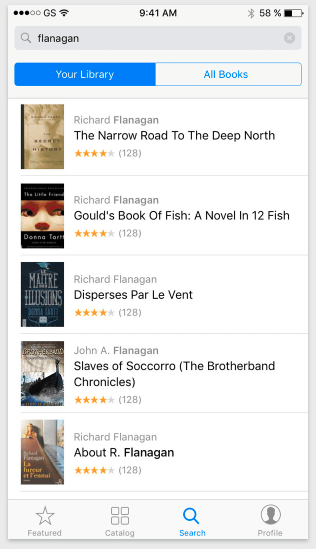 GS
9:41 AM
58 %
flanagan
Your Library
All Books
Richard Flanagan
The Narrow Road To The Deep North
(128)
THE
SECRET
HISTORY
Richard Flanagan
Gould's Book Of Fish: A Novel In 12 Fish
(128)
The Little Friend
Donna Tartt
Richard Flanagan
Disperses Par Le Vent
(128)
LE
MAÎTRE
ILLUSIONS
DONNA TARTT
John A. Flanagan
Slaves of Soccorro (The Brotherband
Chronicles)
(128)
BROTHERBAND
Richard Flanagan
About R. Flanagan
(128)
Richard
Flanagan
La
fureur
et l'ennui
Featured
Catalog
Search
Profile